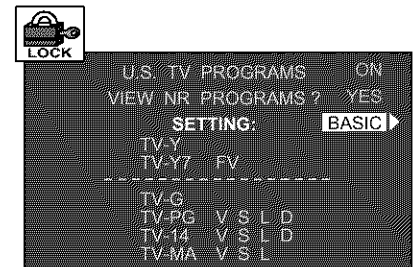 LOCK
U.S. TV PROGRAMS ON
VIEW NR PROGRAMS ? YES
SETTING: BASIC
TV-Y
TV-Y7 FV
TV-G
TV-PG V S L D
TV-14 V S L D
TV-MA V S L